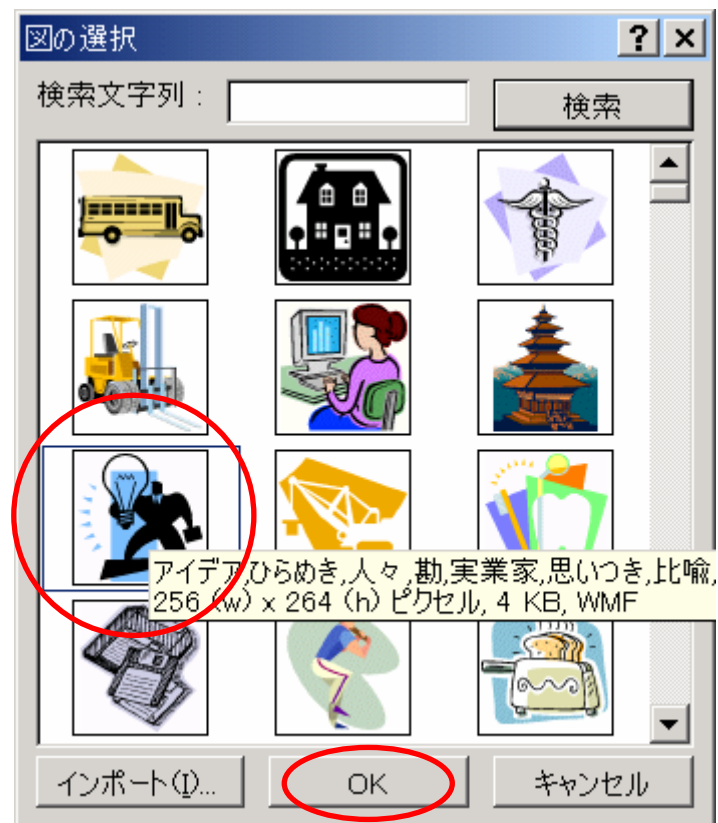 図の選択
検索文字列:
検索
アイデア,ひらめき,人々,勘,実業家,思いつき,比喩,
256 (w) x 264 (h) ピクセル, 4 KB, WMF
インポート(I)...
OK
キャンセル